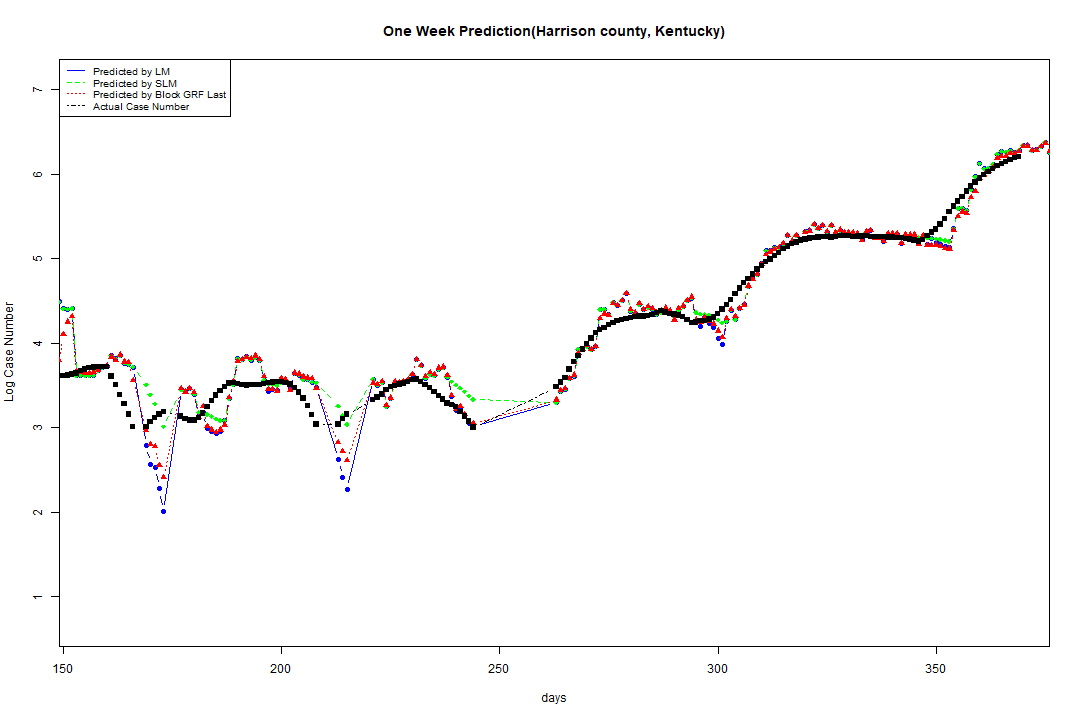 One Week Prediction(Harrison county, Kentucky)
Predicted by LM
Predicted by SLM
Predicted by Block GRF Last
Actual Case Number
Log Case Number
7
6
5
4
3
2
1
150 200 250 300 350
days